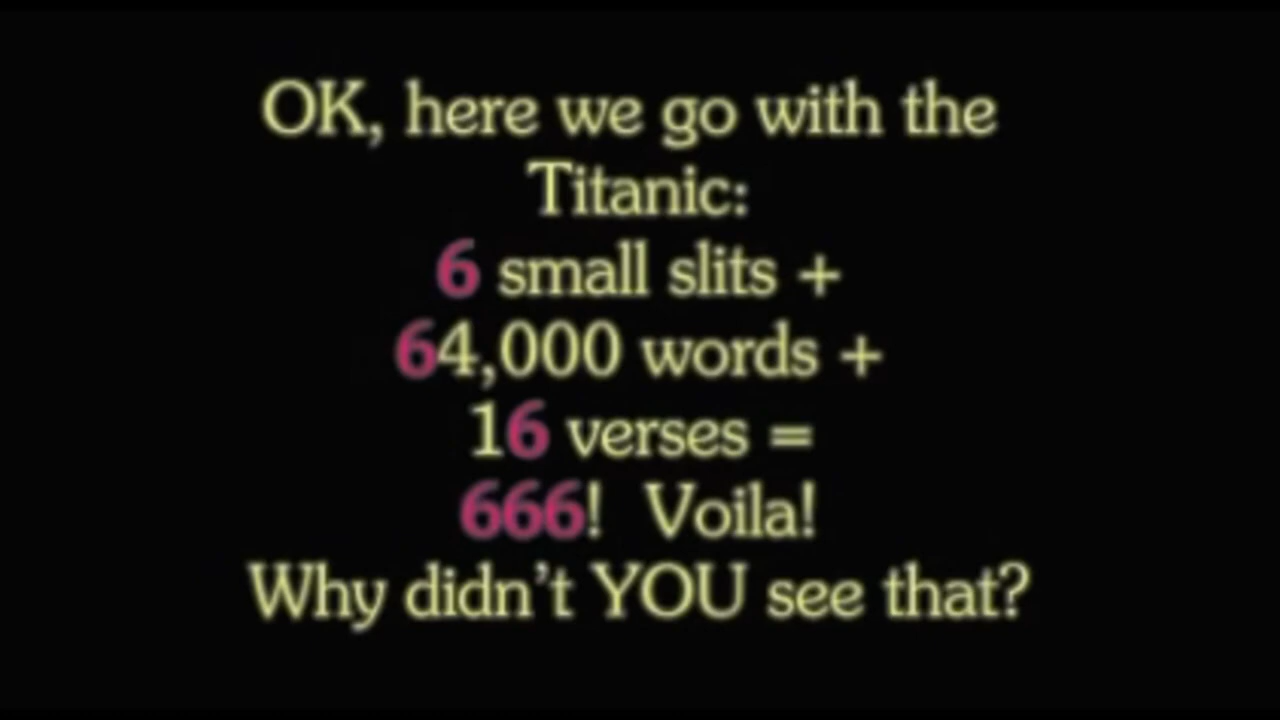 OK, here we go with the
Titanic:
6 small slits +
64,000 words +
16 verses =
666!  Voila!
Why didn't YOU see that?